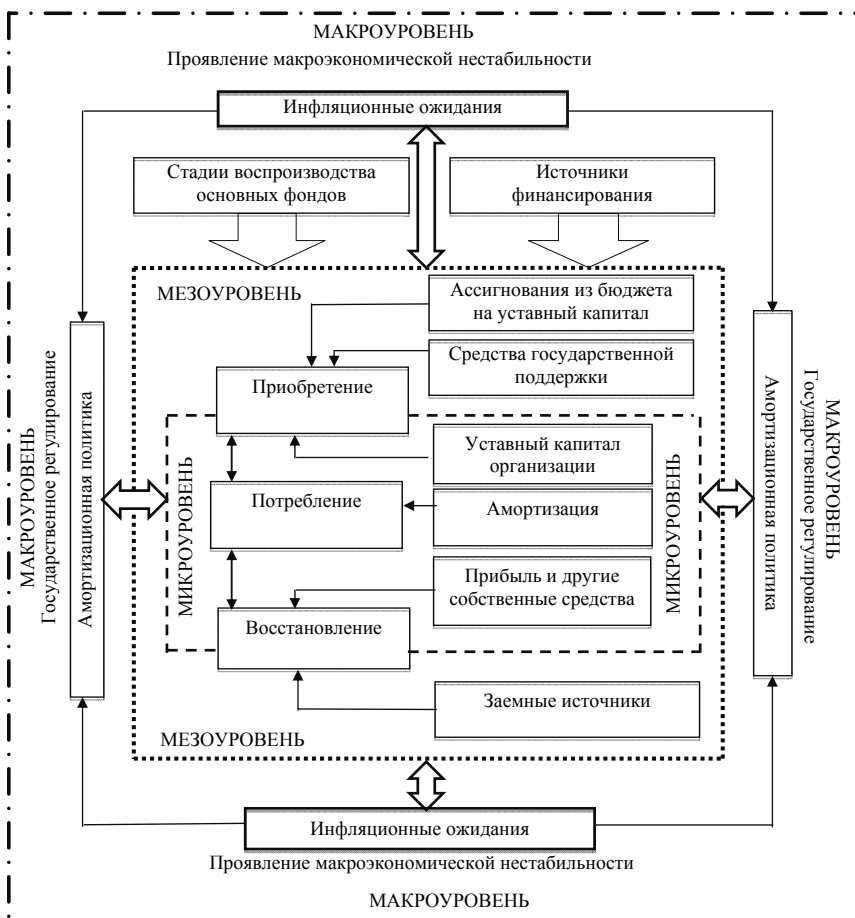 МАКРОУРОВЕНЬ
Проявление макроэкономической нестабильности
Инфляционные ожидания
Стадии воспроизводства
основных фондов
Источники
финансирования
МЕЗОУРОВЕНЬ
Ассигнования из бюджета
на уставный капитал
Средства государственной
поддержки
Приобретение
МАКРОУРОВЕНЬ
Государственное регулирование
Амортизационная политика
МИКРОУРОВЕНЬ
Уставный капитал
организации
Потребление
Амортизация
Прибыль и другие
собственные средства
Восстановление
МИКРОУРОВЕНЬ
Амортизационная политика
Государственное регулирование
МАКРОУРОВЕНЬ
Заемные источники
МЕЗОУРОВЕНЬ
Инфляционные ожидания
Проявление макроэкономической нестабильности
МАКРОУРОВЕНЬ